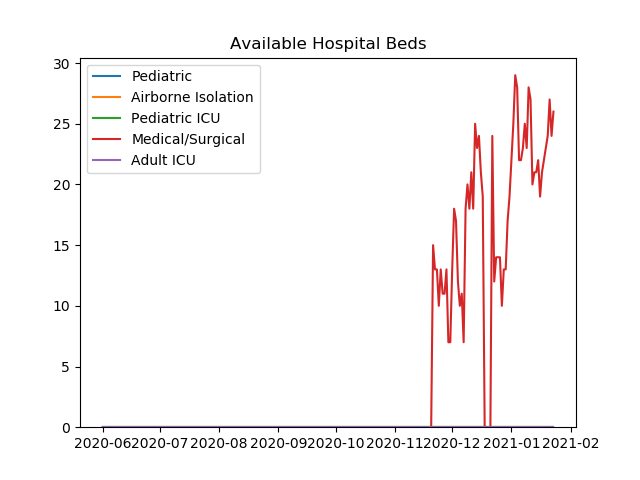 Available Hospital Beds
Pediatric
Airborne Isolation
Pediatric ICU
Medical/Surgical
Adult ICU
30
25
20
15
10
5
0
2020-06 2020-07 2020-08 2020-09 2020-10 2020-11 2020-12 2021-01 2021-02